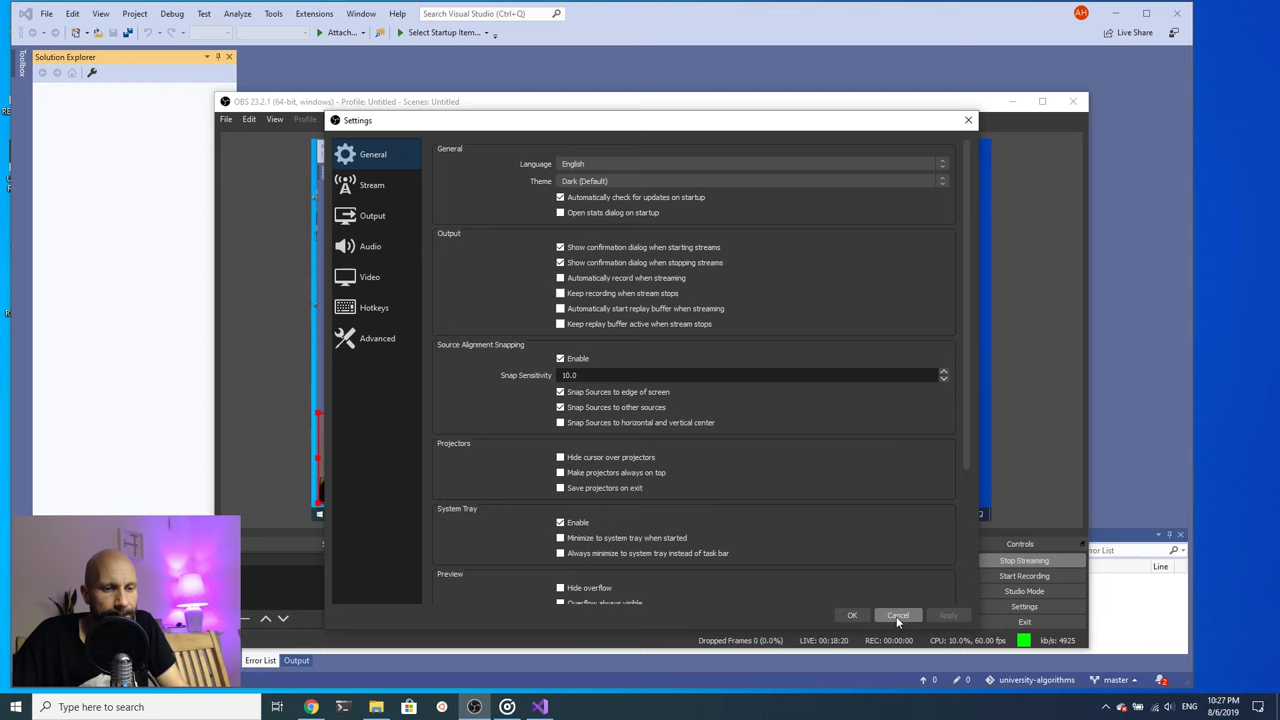 File Edit View Project Debug Test Analyze Tools Extensions Window Help Search Visual Studio (Ctrl+Q) AH
Attach... Select Startup Item... Live Share
Toolbox
Solution Explorer
OBS 23.2.1 (64-bit, windows) - Profile: Untitled - Scenes: Untitled
File Edit View Profile
Settings
General
Stream
Output
Audio
Video
Hotkeys
Advanced
General
Language English
Theme Dark (Default)
Automatically check for updates on startup
Open stats dialog on startup
Output
Show confirmation dialog when starting streams
Show confirmation dialog when stopping streams
Automatically record when streaming
Keep recording when stream stops
Automatically start replay buffer when streaming
Keep replay buffer active when stream stops
Source Alignment Snapping
Enable
Snap Sensitivity 10.0
Snap Sources to edge of screen
Snap Sources to other sources
Snap Sources to horizontal and vertical center
Projectors
Hide cursor over projectors
Make projectors always on top
Save projectors on exit
System Tray
Enable
Minimize to system tray when started
Always minimize to system tray instead of task bar
Preview
Hide overflow
Overflow always visible
OK Cancel Apply
Controls
Stop Streaming
Start Recording
Studio Mode
Settings
Exit
Line
Dropped Frames 0 (0.0%) LIVE: 00:18:20 REC: 00:00:00 CPU: 10.0%, 60.00 fps kb/s: 4925
Error List Output
0 0 university-algorithms master 2
Type here to search
10:27 PM
8/6/2019